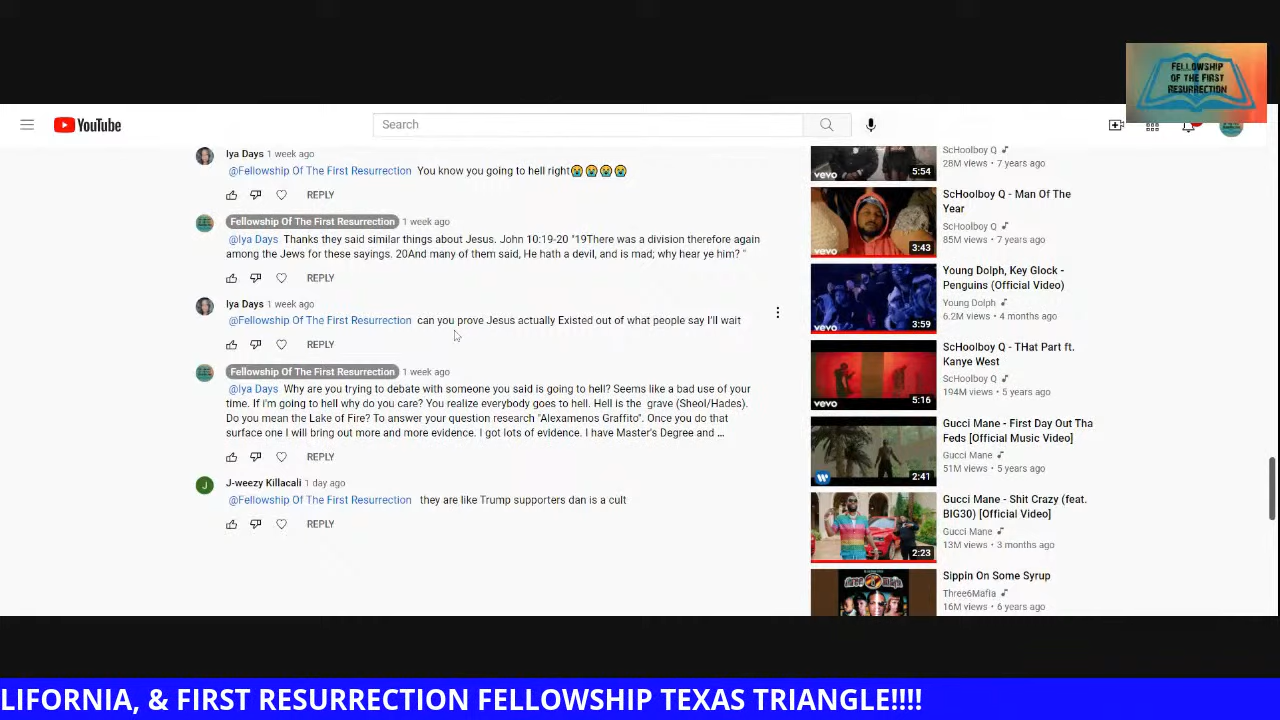 FELLOWSHIP
OF THE FIRST
RESURRECTION
YouTube
Search
Iya Days 1 week ago
@Fellowship Of The First Resurrection You know you going to hell right😭😭😭😭
REPLY
Fellowship Of The First Resurrection 1 week ago
@Iya Days Thanks they said similar things about Jesus. John 10:19-20 "19There was a division therefore again
among the Jews for these sayings. 20And many of them said, He hath a devil, and is mad; why hear ye him? "
REPLY
Iya Days 1 week ago
@Fellowship Of The First Resurrection can you prove Jesus actually Existed out of what people say I'll wait
REPLY
Fellowship Of The First Resurrection 1 week ago
@Iya Days Why are you trying to debate with someone you said is going to hell? Seems like a bad use of your
time. If i'm going to hell why do you care? You realize everybody goes to hell. Hell is the grave (Sheol/Hades).
Do you mean the Lake of Fire? To answer your question research "Alexamenos Graffito". Once you do that
surface one I will bring out more and more evidence. I got lots of evidence. I have Master's Degree and ...
REPLY
J
J-weezy Killacali 1 day ago
@Fellowship Of The First Resurrection they are like Trump supporters dan is a cult
REPLY
ScHoolboy Q
28M views • 7 years ago
vevo
5:54
ScHoolboy Q - Man Of The
Year
ScHoolboy Q
85M views • 7 years ago
vevo
3:43
Young Dolph, Key Glock -
Penguins (Official Video)
Young Dolph
6.2M views • 4 months ago
3:59
ScHoolboy Q - THat Part ft.
Kanye West
ScHoolboy Q
194M views • 5 years ago
vevo
5:16
Gucci Mane - First Day Out Tha
Feds [Official Music Video]
Gucci Mane
51M views • 5 years ago
W
2:41
Gucci Mane - Shit Crazy (feat.
BIG30) [Official Video]
Gucci Mane
13M views • 3 months ago
2:23
Sippin On Some Syrup
Three6Mafia
16M views • 6 years ago
LIFORNIA, & FIRST RESURRECTION FELLOWSHIP TEXAS TRIANGLE!!!!